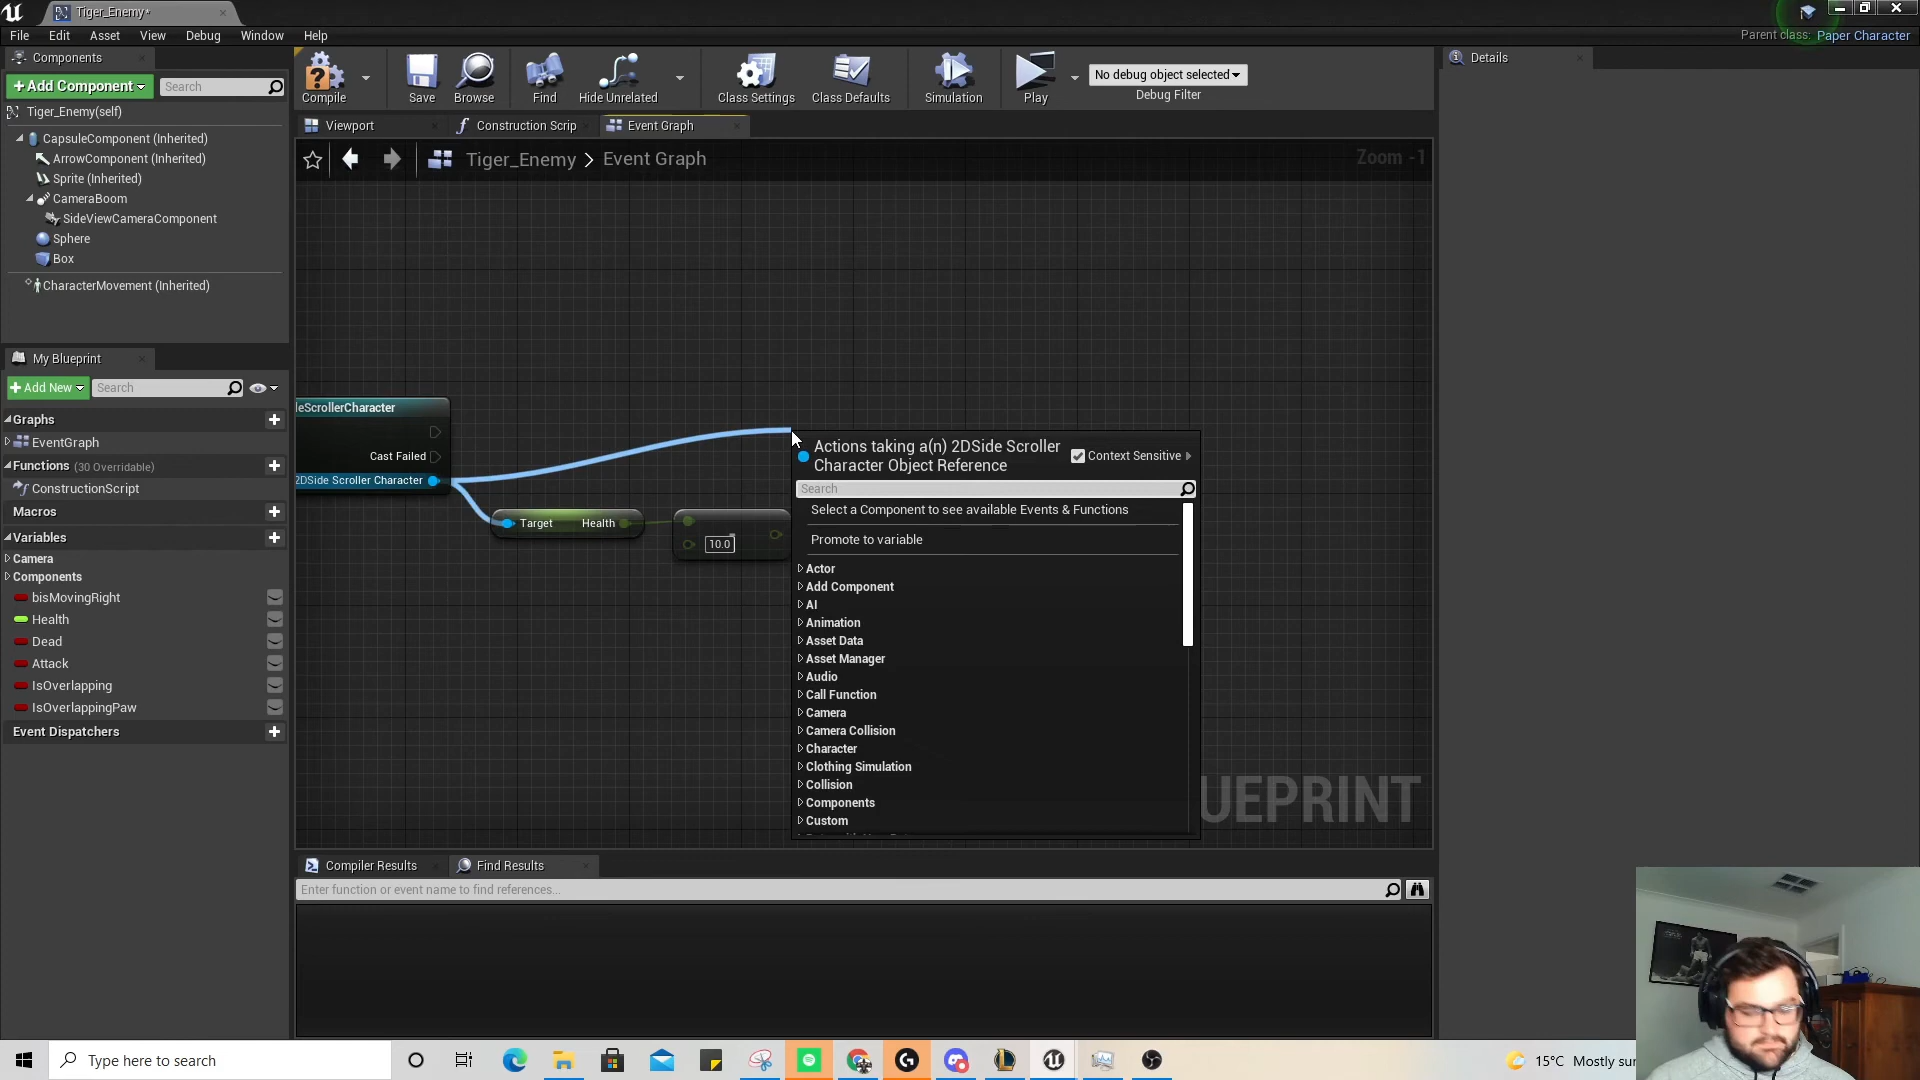 Tiger_Enemy*
File Edit Asset View Debug Window Help
Parent class: Paper Character
Components
+ Add Component
Search
Tiger_Enemy(self)
CapsuleComponent (Inherited)
ArrowComponent (Inherited)
Sprite (Inherited)
CameraBoom
SideViewCameraComponent
Sphere
Box
CharacterMovement (Inherited)
My Blueprint
+ Add New
Search
Graphs
EventGraph
Functions (30 Overridable)
ConstructionScript
Macros
Variables
Camera
Components
bisMovingRight
Health
Dead
Attack
IsOverlapping
IsOverlappingPaw
Event Dispatchers
Compile
Save
Browse
Find
Hide Unrelated
Class Settings
Class Defaults
Simulation
Play
No debug object selected
Debug Filter
Viewport
Construction Scrip
Event Graph
Tiger_Enemy > Event Graph
Zoom -1
leScrollerCharacter
Cast Failed
2DSide Scroller Character
Target Health
10.0
Actions taking a(n) 2DSide Scroller
Character Object Reference
Context Sensitive
Search
Select a Component to see available Events & Functions
Promote to variable
Actor
Add Component
AI
Animation
Asset Data
Asset Manager
Audio
Call Function
Camera
Camera Collision
Character
Clothing Simulation
Collision
Components
Custom
UEPRINT
Compiler Results
Find Results
Enter function or event name to find references...
Details
Type here to search
15°C Mostly sun